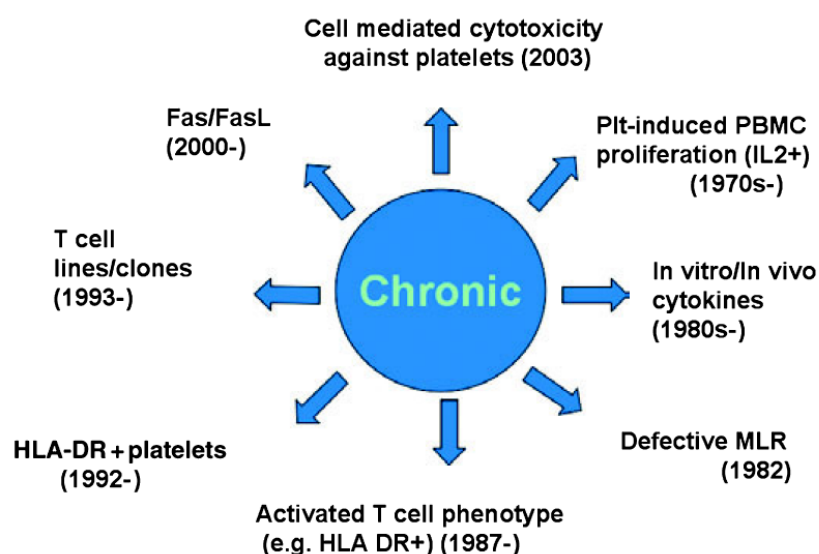 Cell mediated cytotoxicity
against platelets (2003)
Fas/FasL
(2000-)
Plt-induced PBMC
proliferation (IL2+)
(1970s-)
T cell
lines/clones
(1993-)
Chronic
In vitro/In vivo
cytokines
(1980s-)
HLA-DR + platelets
(1992-)
Defective MLR
(1982)
Activated T cell phenotype
(e.g. HLA DR+) (1987-)